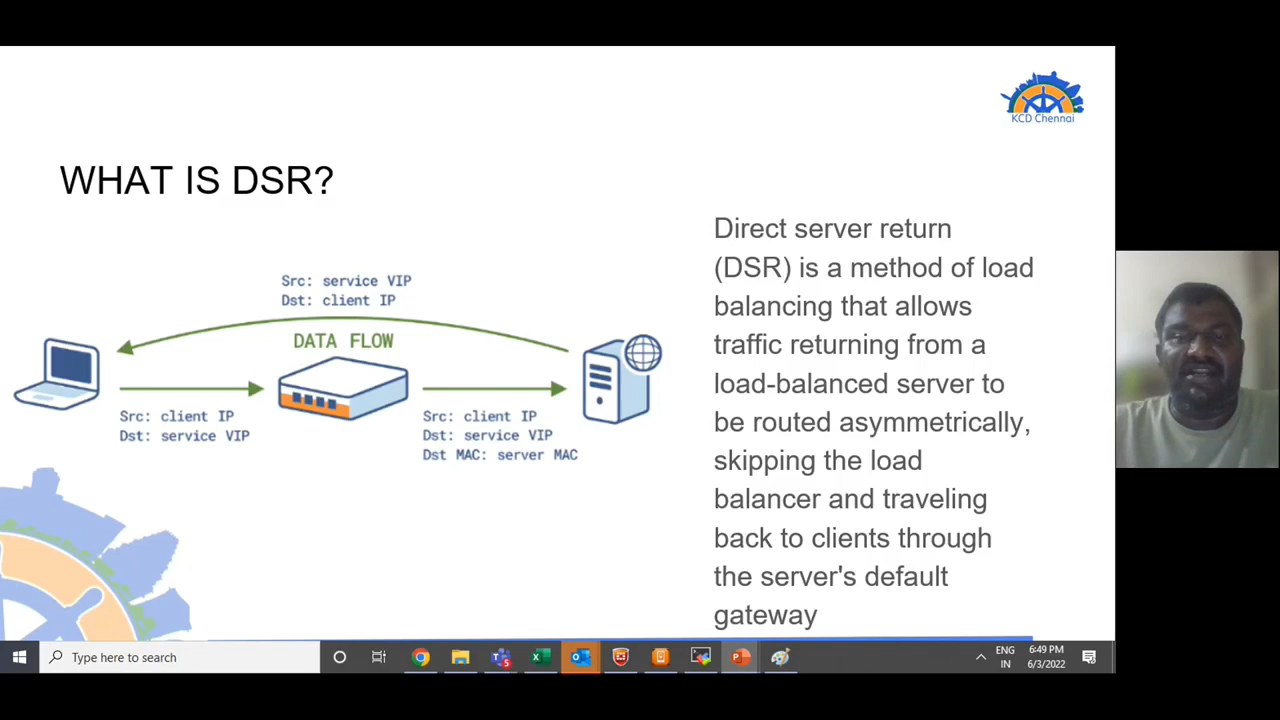 KCD Chennai
WHAT IS DSR?
Src: service VIP
Dst: client IP
DATA FLOW
Src: client IP
Dst: service VIP
Src: client IP
Dst: service VIP
Dst MAC: server MAC
Direct server return
(DSR) is a method of load
balancing that allows
traffic returning from a
load-balanced server to
be routed asymmetrically,
skipping the load
balancer and traveling
back to clients through
the server's default
gateway
Type here to search
5
ENG
IN
6:49 PM
6/3/2022